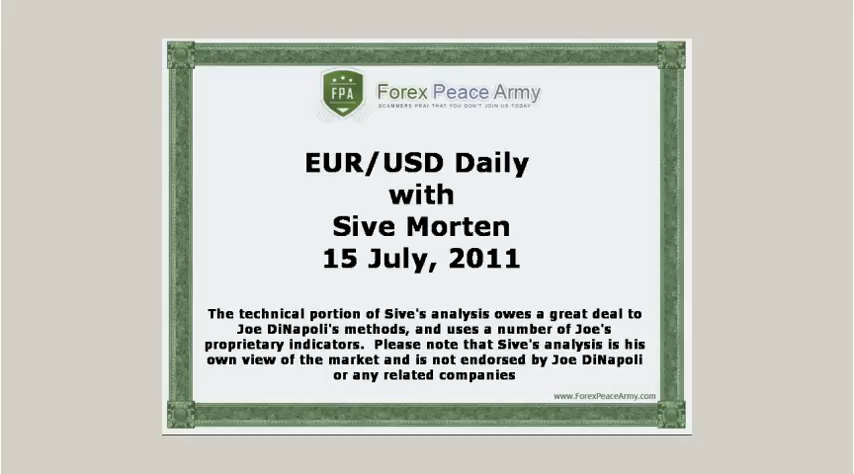 FPA
Forex Peace Army
SCAMMERS PRAY THAT YOU DON'T JOIN US TODAY
EUR/USD Daily
with
Sive Morten
15 July, 2011
The technical portion of Sive's analysis owes a great deal to
Joe DiNapoli's methods, and uses a number of Joe's
proprietary indicators.  Please note that Sive's analysis is his
own view of the market and is not endorsed by Joe DiNapoli
or any related companies
www.ForexPeaceArmy.com